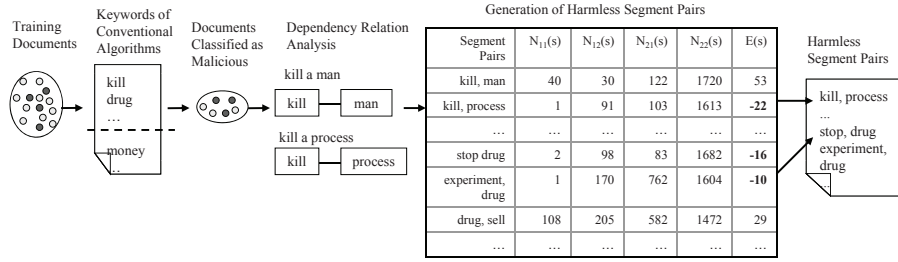 Generation of Harmless Segment Pairs
Training
Documents
Keywords of
Conventional
Algorithms
Documents
Classified as
Malicious
Dependency Relation
Analysis
kill
drug
…
money
…
kill a man
kill man
kill a process
kill process
Segment Pairs N11(s) N12(s) N21(s) N22(s) E(s)
kill, man 40 30 122 1720 53
kill, process 1 91 103 1613 -22
… … … … … …
stop drug 2 98 83 1682 -16
experiment, drug 1 170 762 1604 -10
drug, sell 108 205 582 1472 29
… … … … … …
Harmless
Segment Pairs
kill, process
...
stop, drug
experiment,
drug
...